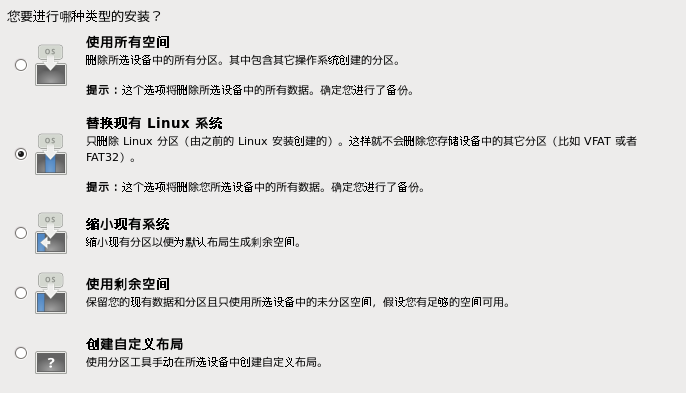 您要进行哪种类型的安装？
使用所有空间
删除所选设备中的所有分区。其中包含其它操作系统创建的分区。
提示：这个选项将删除所选设备中的所有数据。确定您进行了备份。
替换现有 Linux 系统
只删除 Linux 分区（由之前的 Linux 安装创建的）。这样就不会删除您存储设备中的其它分区（比如 VFAT 或者
FAT32）。
提示：这个选项将删除您所选设备中的所有数据。确定您进行了备份。
缩小现有系统
缩小现有分区以便为默认布局生成剩余空间。
使用剩余空间
保留您的现有数据和分区且只使用所选设备中的未分区空间，假设您有足够的空间可用。
创建自定义布局
使用分区工具手动在所选设备中创建自定义布局。
OS
OS
OS
OS
?